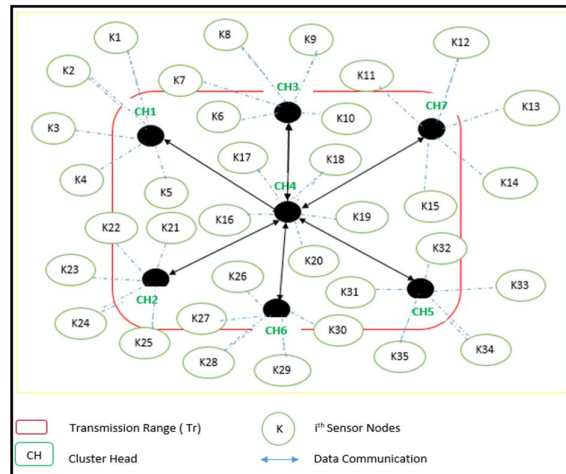 K1
K8
K9
K12
K2
K7
CH3
K11
CH1
CH7
K13
K3
K6
K10
K17
K18
K4
CH4
K5
K14
K16
K19
K15
K22
K21
K20
K32
K23
K26
K31
K33
CH2
CH5
K24
K27
K30
K25
CH6
K28
K29
K35
K34
Transmission Range ( Tr)
K
ith Sensor Nodes
CH
Cluster Head
Data Communication